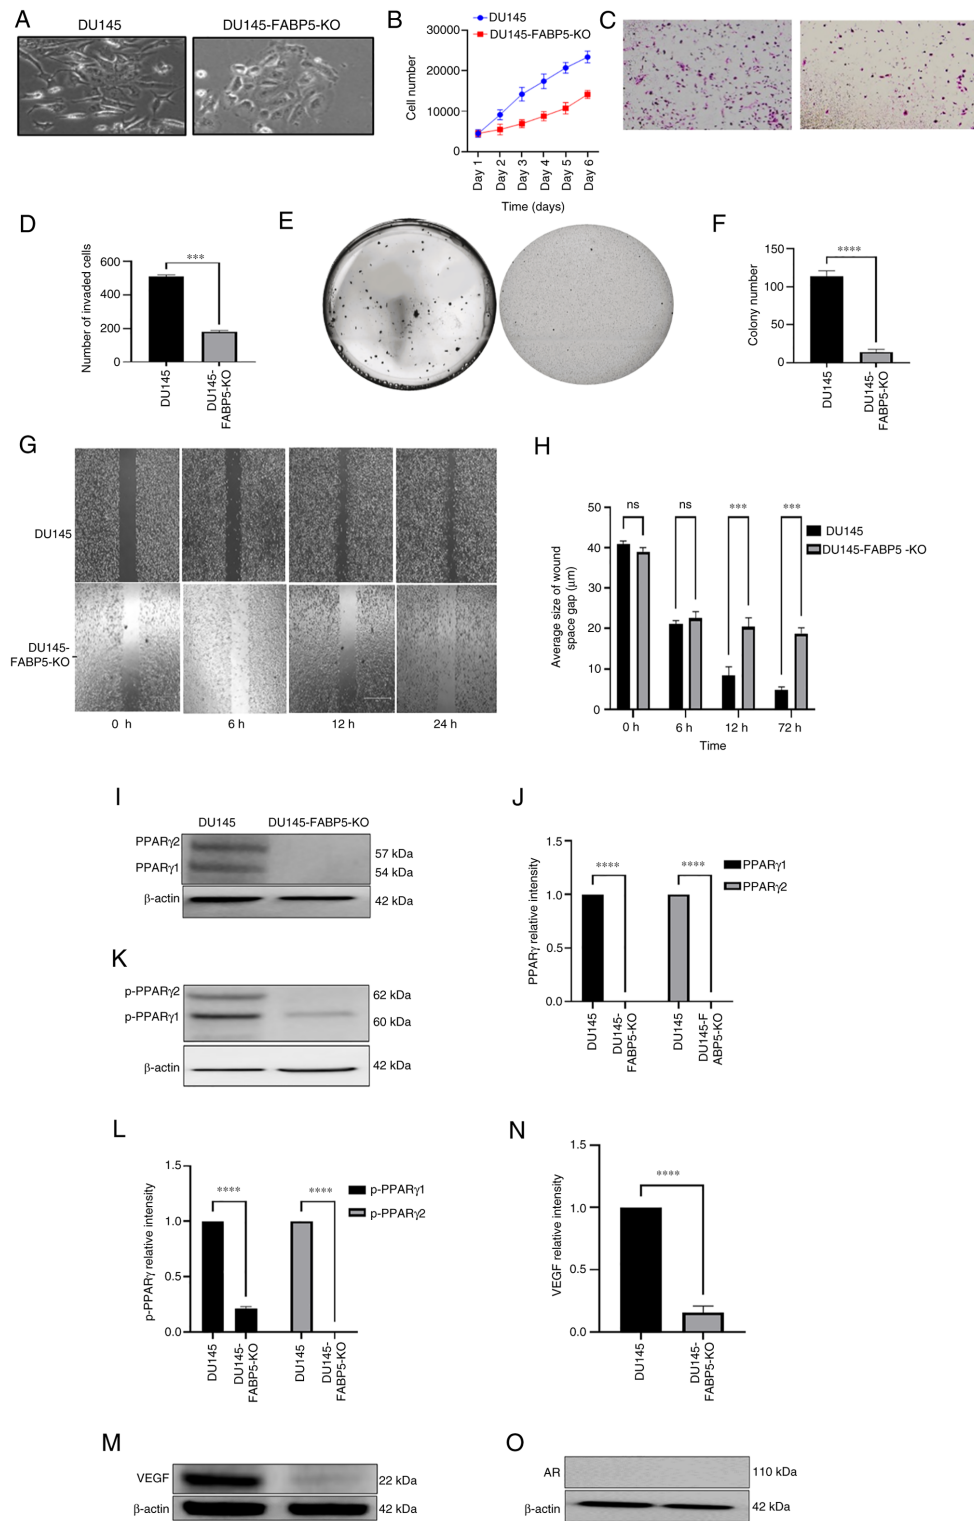 A
DU145
DU145-FABP5-KO
B
DU145
DU145-FABP5-KO
30000
20000
10000
0
Cell number
Day 1
Day 2
Day 3
Day 4
Day 5
Day 6
Time (days)
C
D
Number of invaded cells
600
400
200
0
***
DU145
DU145-
FABP5-KO
E
F
Colony number
150
100
50
0
****
DU145
DU145-
FABP5-KO
G
DU145
DU145-
FABP5-KO
0 h
6 h
12 h
24 h
H
Average size of wound
space gap (μm)
50
40
30
20
10
0
ns
ns
***
***
DU145
DU145-FABP5 -KO
0 h
6 h
12 h
72 h
Time
I
DU145
DU145-FABP5-KO
PPARγ2
PPARγ1
57 kDa
54 kDa
β-actin
42 kDa
J
PPARγ relative intensity
1.5
1.0
0.5
0.0
****
****
PPARγ1
PPARγ2
DU145
DU145-
FABP5-KO
DU145
DU145-F
ABP5-KO
K
p-PPARγ2
p-PPARγ1
62 kDa
60 kDa
β-actin
42 kDa
L
p-PPARγ relative intensity
1.5
1.0
0.5
0.0
****
****
p-PPARγ1
p-PPARγ2
DU145
DU145-
FABP5-KO
DU145
DU145-
FABP5-KO
N
VEGF relative intensity
1.5
1.0
0.5
0.0
****
DU145
DU145-
FABP5-KO
M
VEGF
22 kDa
β-actin
42 kDa
O
AR
110 kDa
β-actin
42 kDa